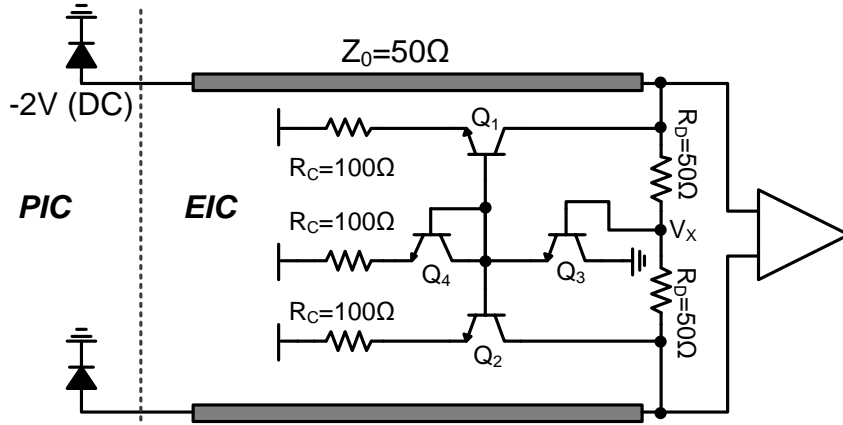 Z₀=50Ω
-2V (DC)
Q₁
R_D=50Ω
R_C=100Ω
PIC
EIC
R_C=100Ω
V_X
Q₄
Q₃
R_D=50Ω
R_C=100Ω
Q₂